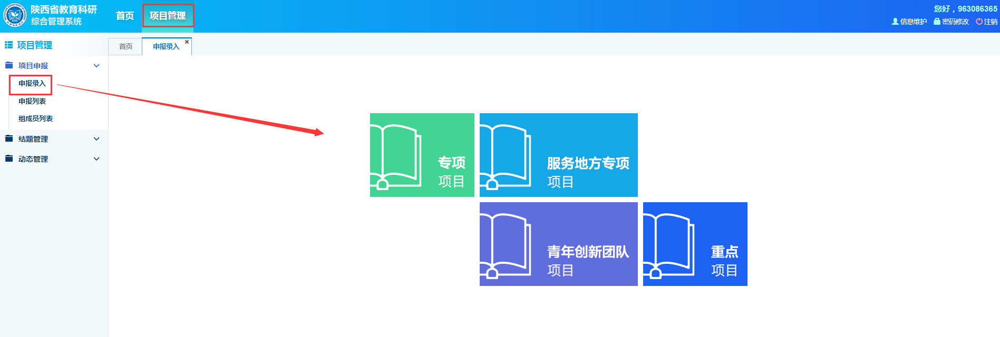 陕西省教育科研
综合管理系统
首页
项目管理
您好，963086365
信息维护 密码修改 注销
项目管理
首页
申报录入
项目申报
申报录入
申报列表
组成员列表
结题管理
动态管理
专项
项目
服务地方专项
项目
青年创新团队
项目
重点
项目